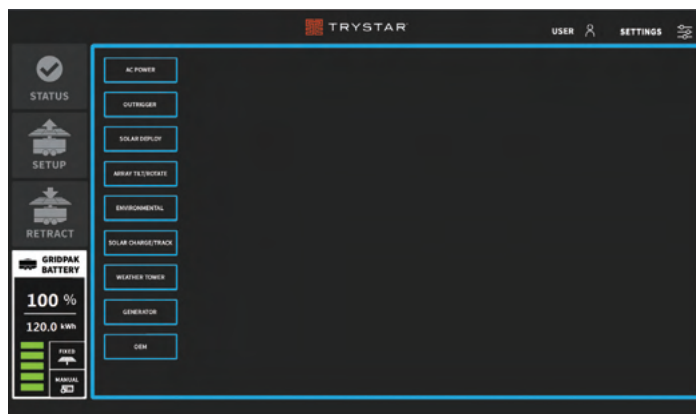 TRYSTAR
USER
SETTINGS
STATUS
SETUP
RETRACT
GRIDPAK
BATTERY
100 %
120.0 kWh
FIXED
MANUAL
AC POWER
OUTRIGGER
SOLAR DEPLOY
ARRAY TILT/ROTATE
ENVIRONMENTAL
SOLAR CHARGE/TRACK
WEATHER TOWER
GENERATOR
OEM